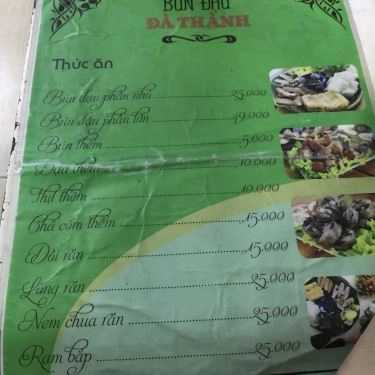 BÚN ĐẬU
ĐÀ THÀNH
Thức ăn
Bún đậu phần nhỏ 25.000
Bún đậu phần lớn 49.000
Bún thêm 5.000
Đậu thêm 10.000
Thịt thêm 10.000
Chả cốm thêm 15.000
Dồi rán 15.000
Lòng rán 25.000
Nem chua rán 25.000
Ram bắp 25.000